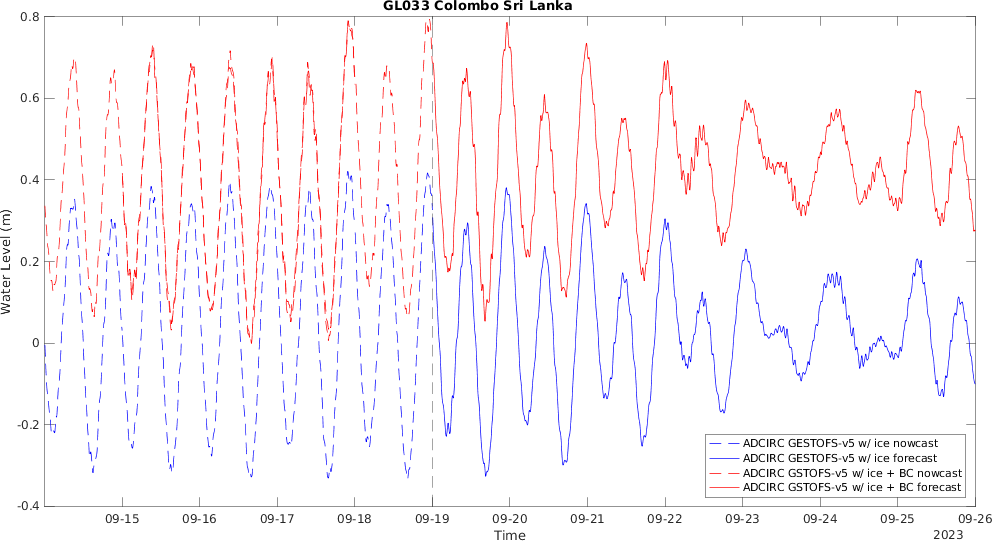 GL033 Colombo Sri Lanka
0.8
0.6
0.4
0.2
0
-0.2
-0.4
Water Level (m)
ADCIRC GESTOFS-v5 w/ ice nowcast
ADCIRC GESTOFS-v5 w/ ice forecast
ADCIRC GSTOFS-v5 w/ ice + BC nowcast
ADCIRC GSTOFS-v5 w/ ice + BC forecast
09-15 09-16 09-17 09-18 09-19 09-20 09-21 09-22 09-23 09-24 09-25 09-26
Time 2023